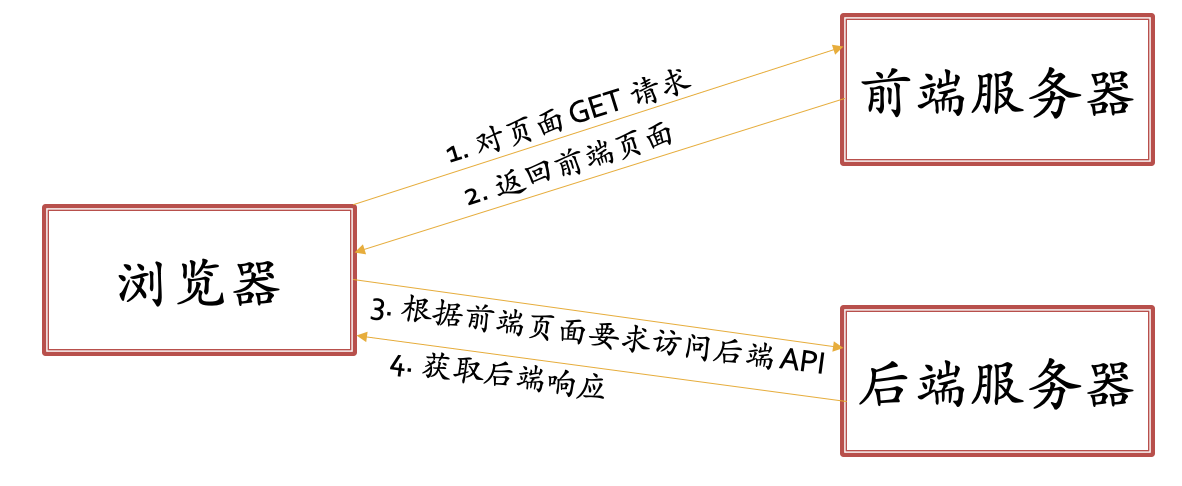 前端服务器
1. 对页面 GET 请求
2. 返回前端页面
浏览器
3. 根据前端页面要求访问后端 API
4. 获取后端响应
后端服务器